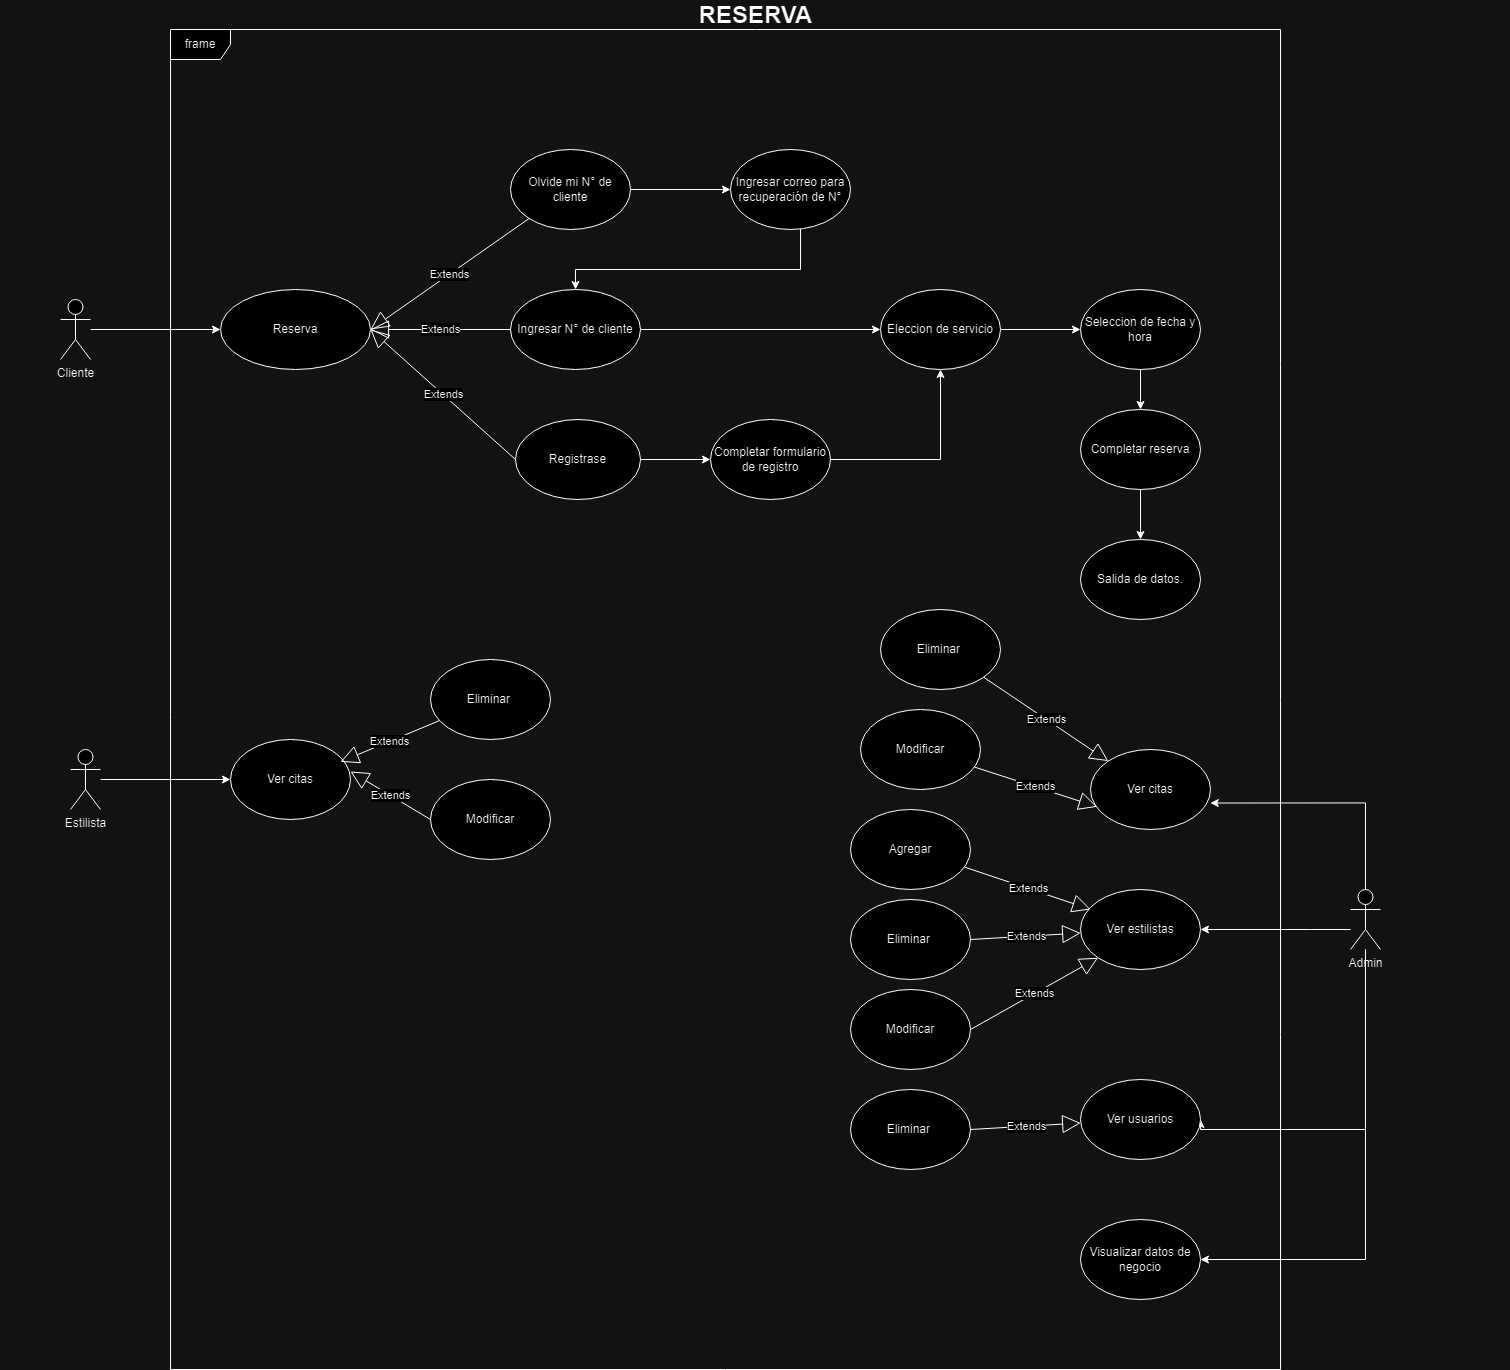 RESERVA
frame
Olvide mi N° de
cliente
Ingresar correo para
recuperación de N°
Extends
Reserva
Extends
Ingresar N° de cliente
Eleccion de servicio
Seleccion de fecha y
hora
Cliente
Extends
Registrase
Completar formulario
de registro
Completar reserva
Salida de datos.
Eliminar
Extends
Ver citas
Extends
Modificar
Estilista
Eliminar
Extends
Modificar
Extends
Ver citas
Agregar
Extends
Eliminar
Extends
Ver estilistas
Extends
Modificar
Admin
Eliminar
Extends
Ver usuarios
Visualizar datos de
negocio